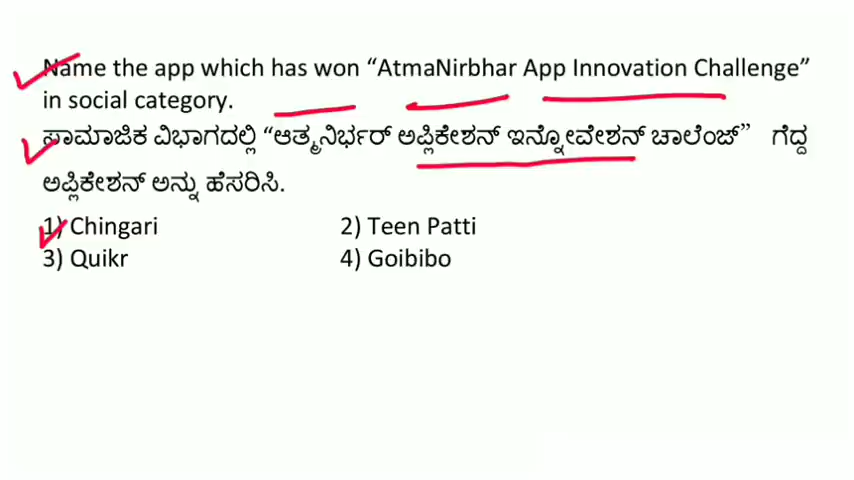 Name the app which has won “AtmaNirbhar App Innovation Challenge”
in social category.
ಸಾಮಾಜಿಕ ವಿಭಾಗದಲ್ಲಿ “ಆತ್ಮನಿರ್ಭರ್ ಅಪ್ಲಿಕೇಶನ್ ಇನ್ನೋವೇಶನ್ ಚಾಲೆಂಜ್” ಗೆದ್ದ
ಅಪ್ಲಿಕೇಶನ್ ಅನ್ನು ಹೆಸರಿಸಿ.
1) Chingari 2) Teen Patti
3) Quikr 4) Goibibo